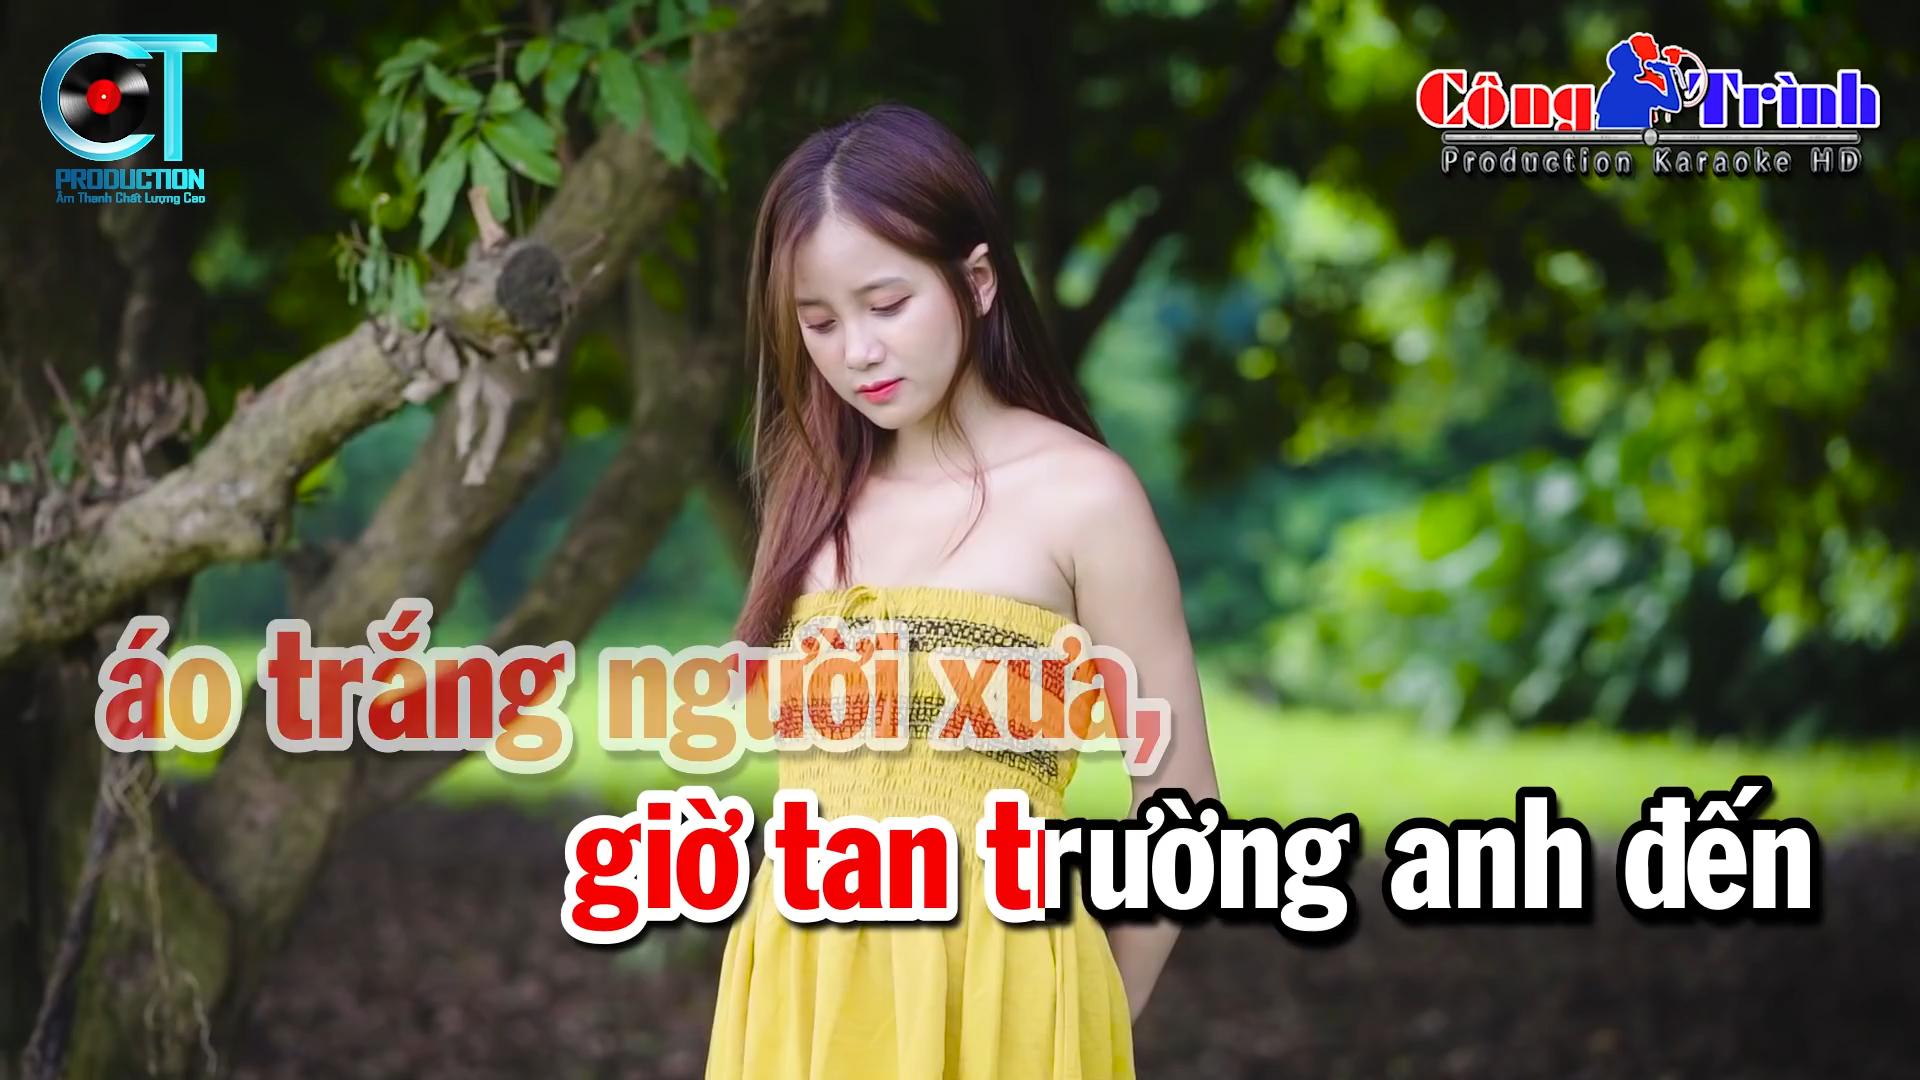 CT
PRODUCTION
Âm Thanh Chất Lượng Cao
Công Trình
Production Karaoke HD
áo trắng người xưa,
giờ tan trường anh đến